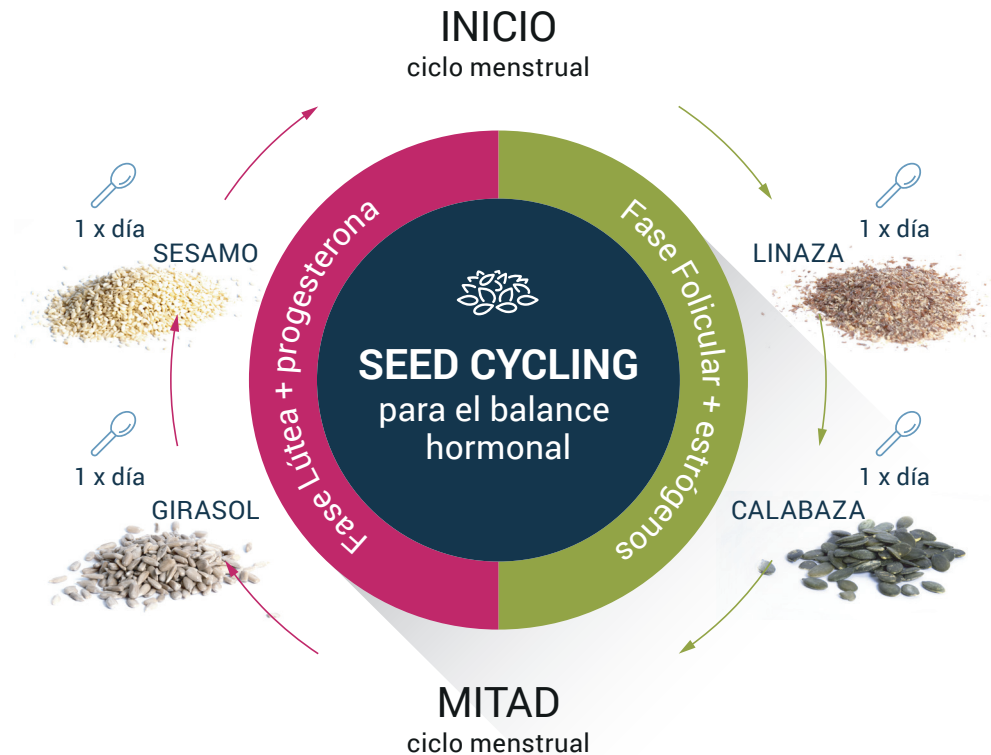 INICIO
ciclo menstrual
1 x día
SESAMO
1 x día
LINAZA
Fase Lútea + progesterona
Fase Folicular + estrógenos
SEED CYCLING
para el balance
hormonal
1 x día
GIRASOL
1 x día
CALABAZA
MITAD
ciclo menstrual